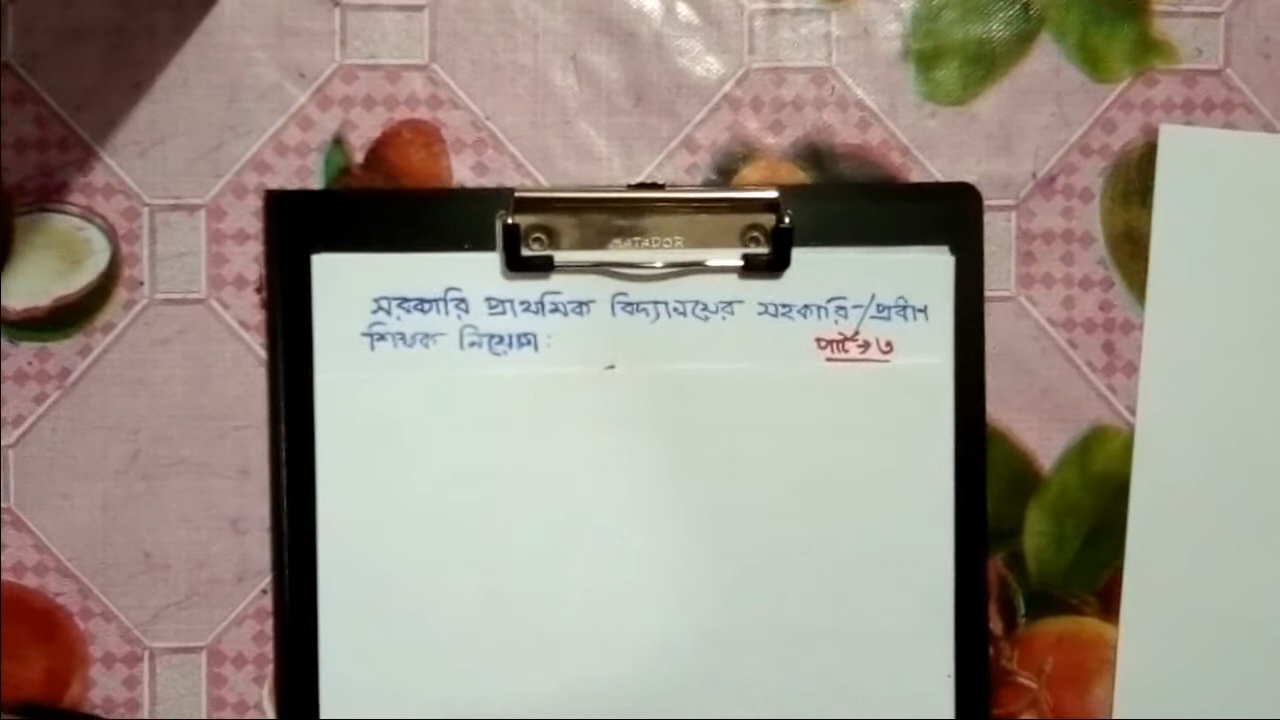 MATADOR
সরকারি প্রাথমিক বিদ্যালয়ের সহকারি/প্রধান
শিক্ষক নিয়োগ:
পার্ট→৩